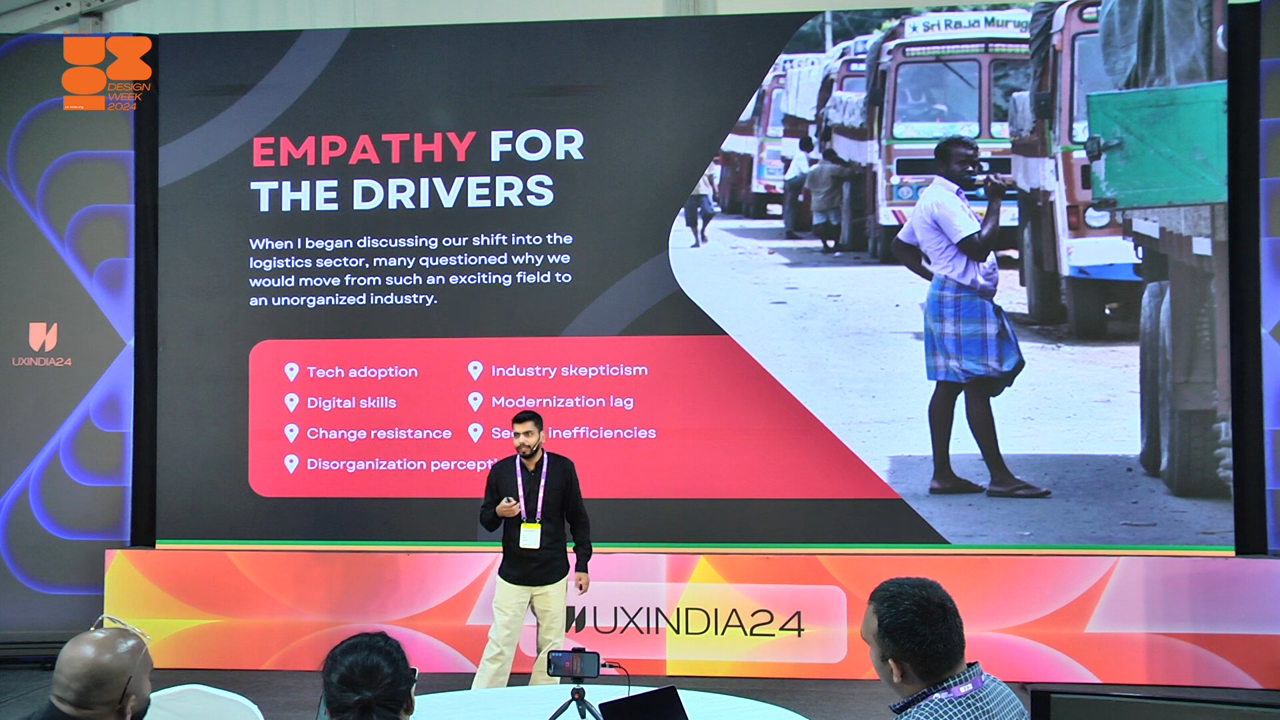 DESIGN
WEEK
2024
Sri Raja Murug
EMPATHY FOR
THE DRIVERS
When I began discussing our shift into the
logistics sector, many questioned why we
would move from such an exciting field to
an unorganized industry.
UXINDIA24
Tech adoption
Industry skepticism
Digital skills
Modernization lag
Change resistance
inefficiencies
Disorganization percepti
UXINDIA24